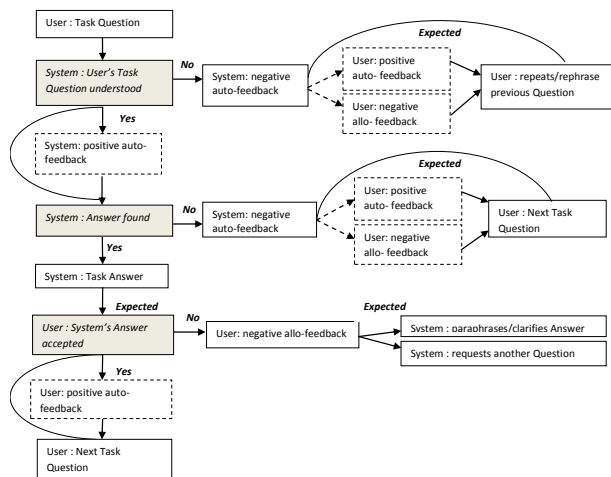 User : Task Question
System : User's Task
Question understood
No
System: negative
auto-feedback
Expected
User: positive
auto- feedback
User: negative
allo- feedback
User : repeats/rephrase
previous Question
Yes
System: positive auto-
feedback
Expected
System : Answer found
No
System: negative
auto-feedback
User: positive
auto- feedback
User: negative
allo- feedback
User : Next Task
Question
Yes
System : Task Answer
Expected
User : System's Answer
accepted
No
User: negative allo-feedback
Expected
System : paraphrases/clarifies Answer
System : requests another Question
Yes
User: positive auto-
feedback
User : Next Task
Question